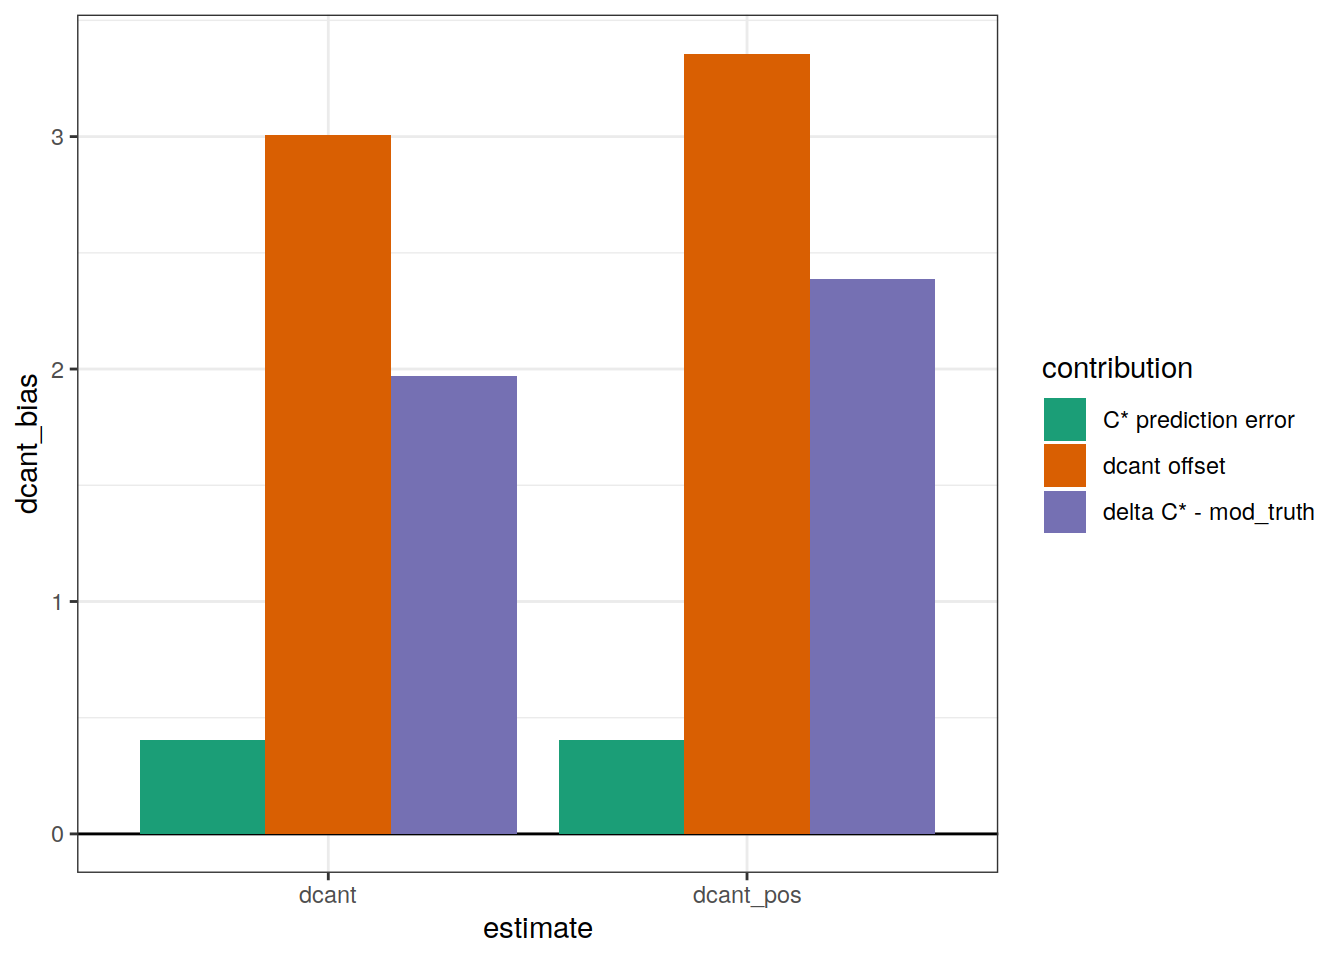 dcant_bias
3
2
1
0
dcant
dcant_pos
estimate
contribution
C* prediction error
dcant offset
delta C* - mod_truth